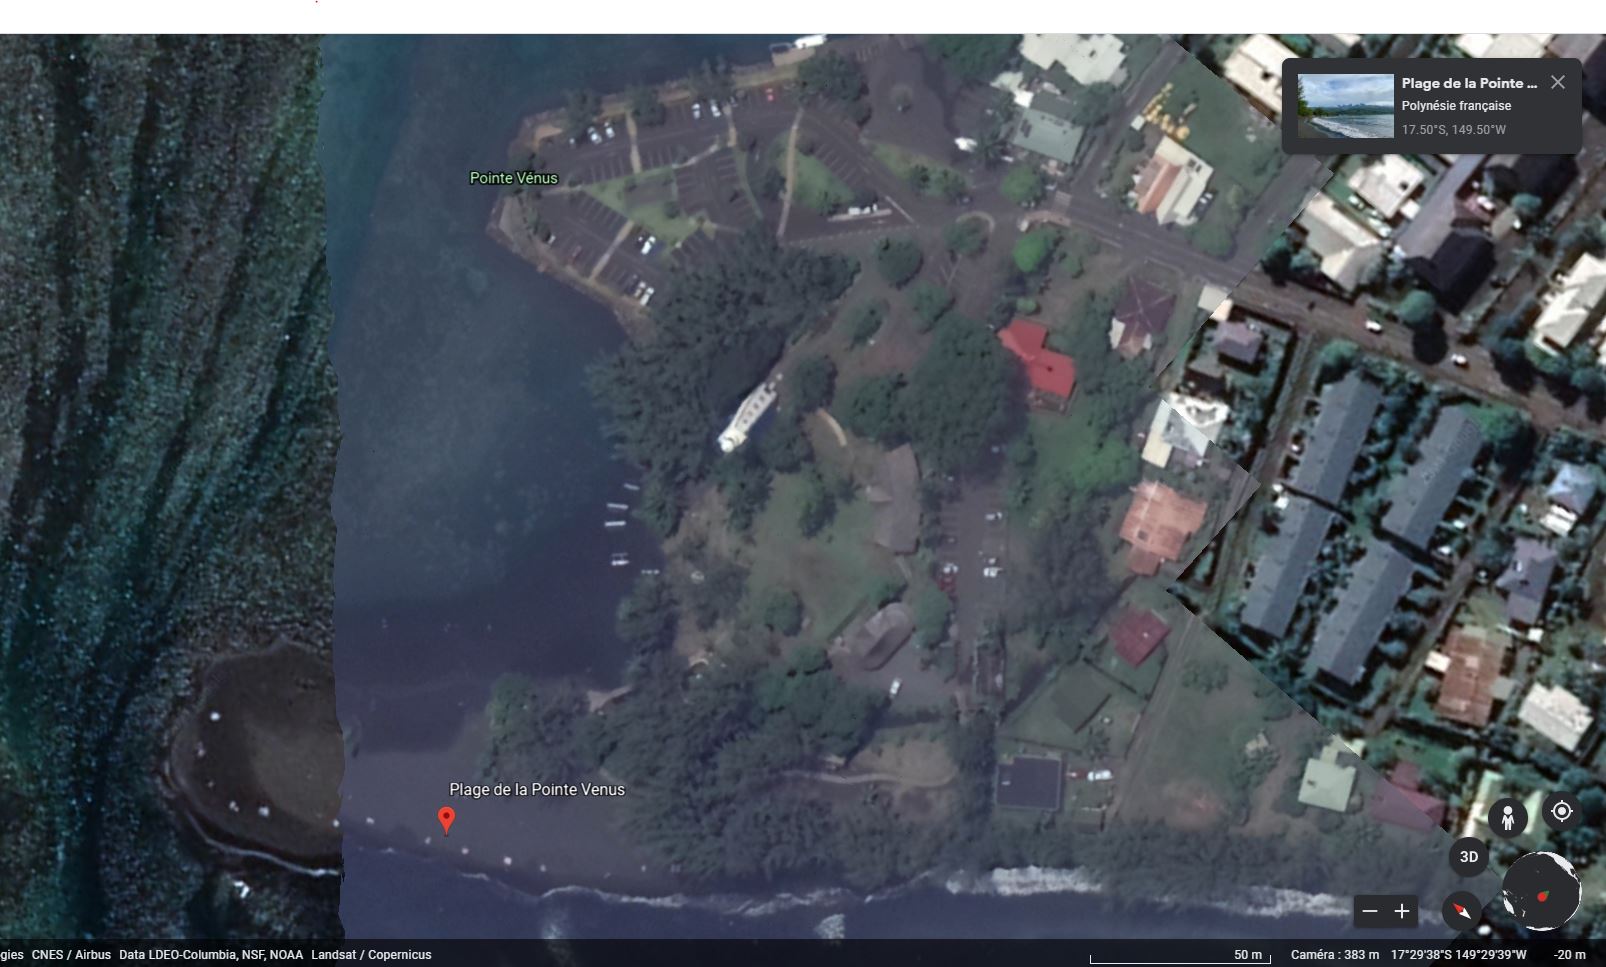 Plage de la Pointe ...
Polynésie française
17.50°S, 149.50°W
Pointe Vénus
Plage de la Pointe Venus
3D
gies CNES / Airbus Data LDEO-Columbia, NSF, NOAA Landsat / Copernicus
50 m
Caméra : 383 m 17°29'38"S 149°29'39"W -20 m